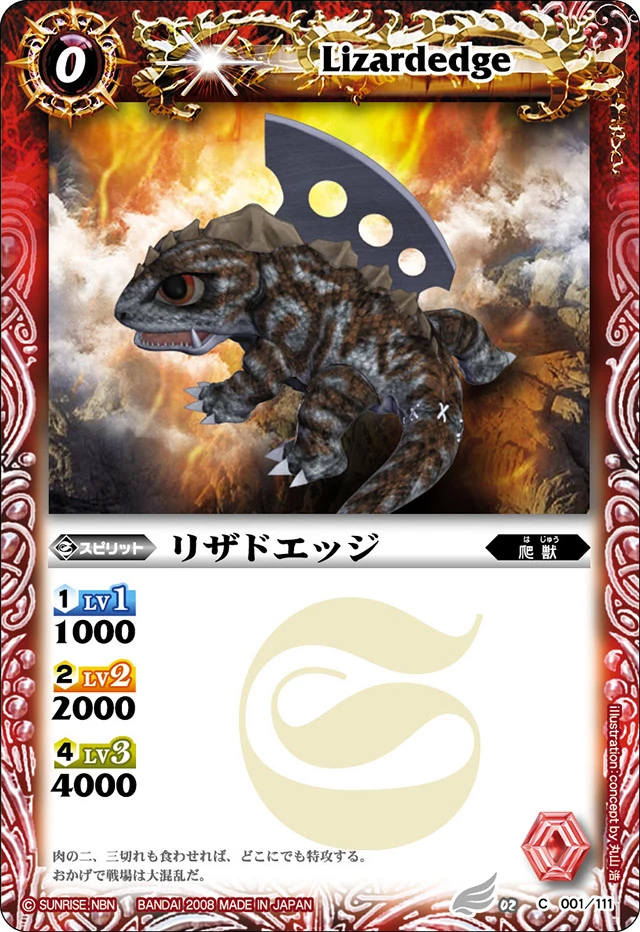 0
Lizardedge
スピリット
リザドエッジ
はじゅう
爬獣
1 LV1
1000
2 LV2
2000
4 LV3
4000
肉の二、三切れも食わせれば、どこにでも特攻する。
おかげで戦場は大混乱だ。
illustration:concept by 丸山 浩
© SUNRISE.NBN BANDAI 2008 MADE IN JAPAN
02
C 001/111